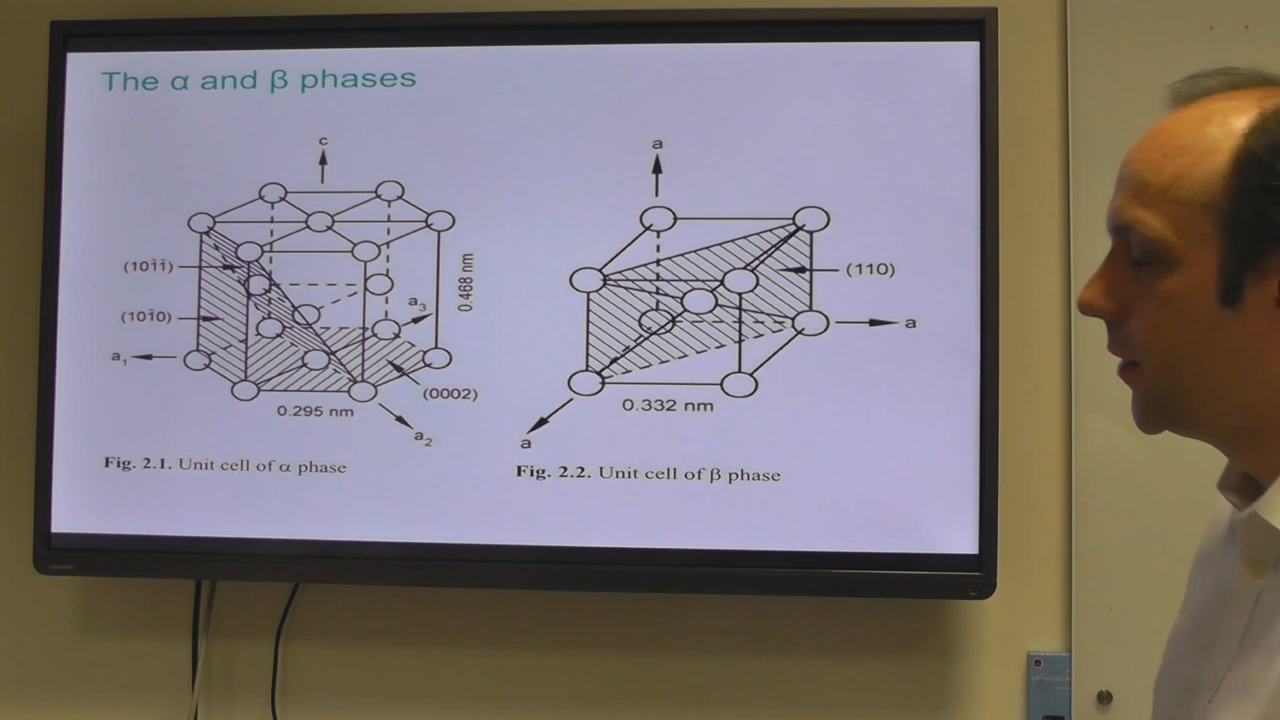 The α and β phases
c
(101̄1̄)
(101̄0)
a₁
a₃
0.468 nm
(0002)
0.295 nm
a₂
Fig. 2.1. Unit cell of α phase
a
(110)
a
0.332 nm
a
Fig. 2.2. Unit cell of β phase